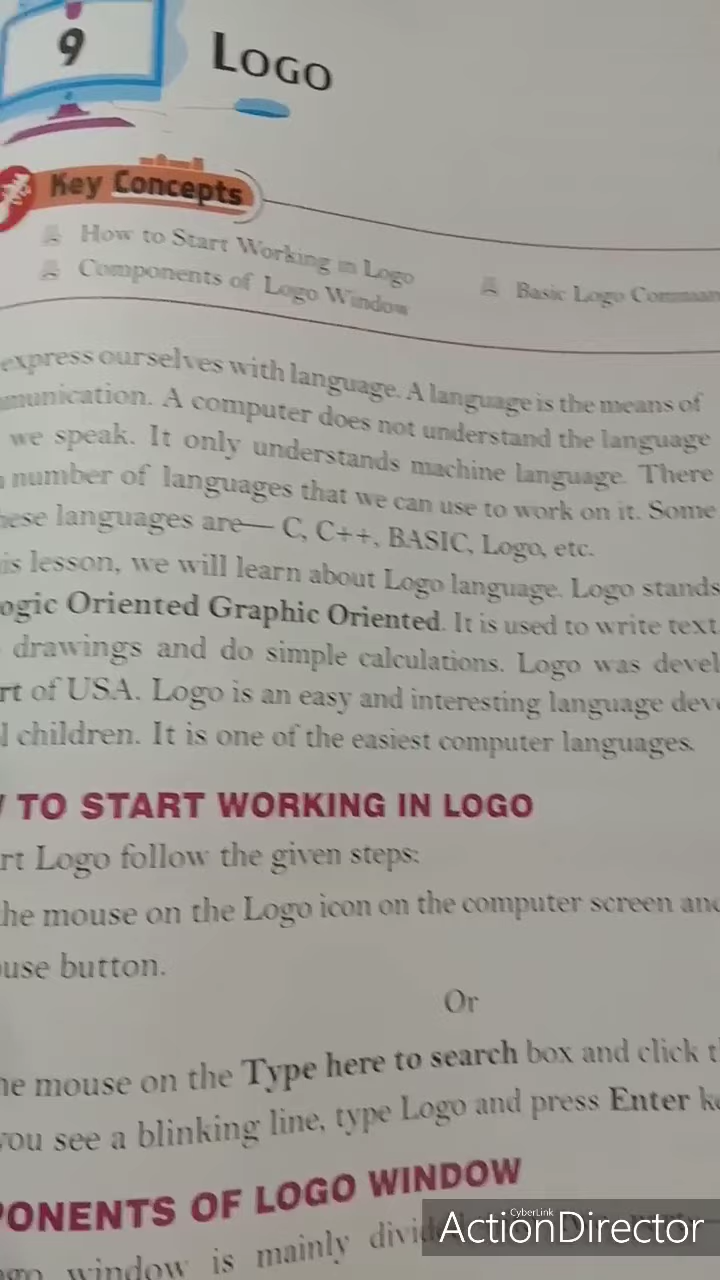 9
LOGO
Key Concepts
How to Start Working in Logo
Components of Logo Window
Basic Logo Comman
express ourselves with language. A language is the means of
munication. A computer does not understand the language
we speak. It only understands machine language. There
number of languages that we can use to work on it. Some
hese languages are— C, C++, BASIC, Logo, etc.
is lesson, we will learn about Logo language. Logo stands
ogic Oriented Graphic Oriented. It is used to write text
drawings and do simple calculations. Logo was devel
rt of USA. Logo is an easy and interesting language deve
l children. It is one of the easiest computer languages.
TO START WORKING IN LOGO
rt Logo follow the given steps:
he mouse on the Logo icon on the computer screen and
ouse button.
Or
he mouse on the Type here to search box and click t
you see a blinking line, type Logo and press Enter ke
PONENTS OF LOGO WINDOW
ogo window is mainly divid
CyberLink
ActionDirector